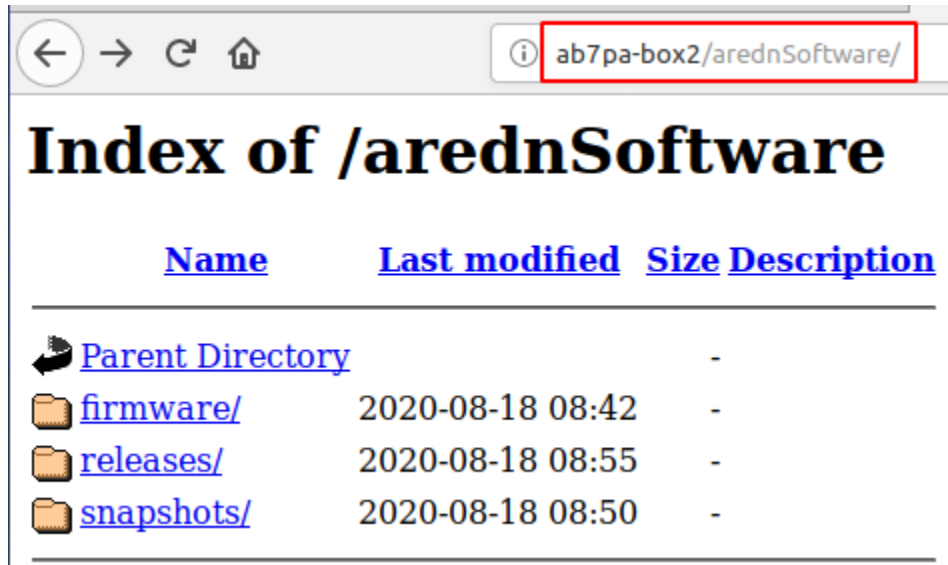 ab7pa-box2/arednSoftware/
Index of /arednSoftware
Name Last modified Size Description
Parent Directory -
firmware/ 2020-08-18 08:42 -
releases/ 2020-08-18 08:55 -
snapshots/ 2020-08-18 08:50 -